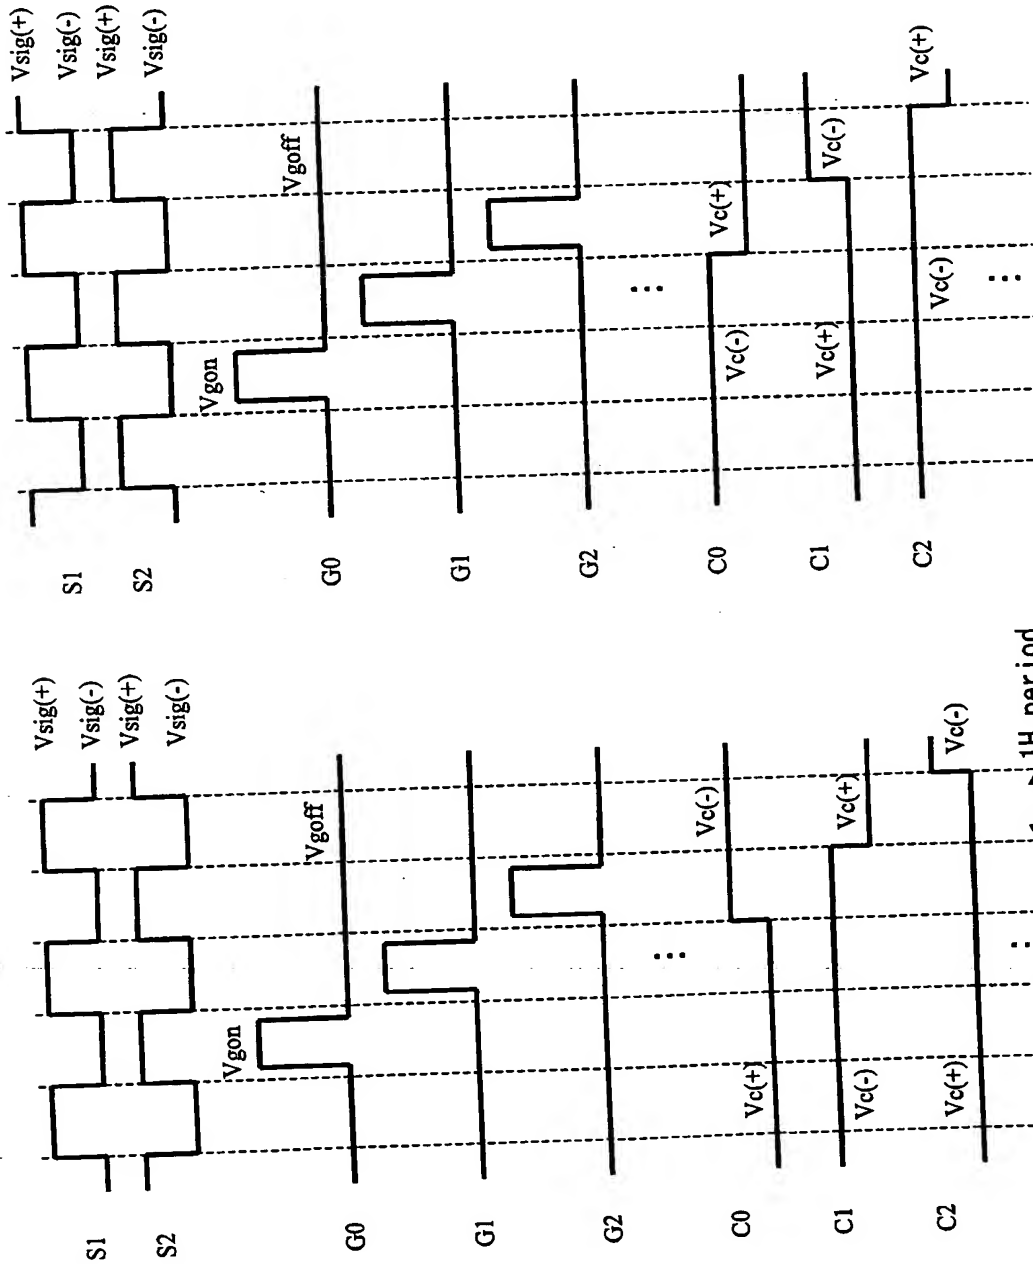 Vsig(+)
Vsig(-)
Vsig(+)
Vsig(-)
S1
S2
Vgon
Vgoff
G0
G1
G2
C0
Vc(-)
Vc(+)
C1
Vc(+)
Vc(-)
C2
Vc(-)
Vc(+)
Vsig(+)
Vsig(-)
Vsig(+)
Vsig(-)
S1
S2
Vgon
Vgoff
G0
G1
G2
C0
Vc(+)
Vc(-)
C1
Vc(-)
Vc(+)
C2
Vc(+)
Vc(-)
1H period